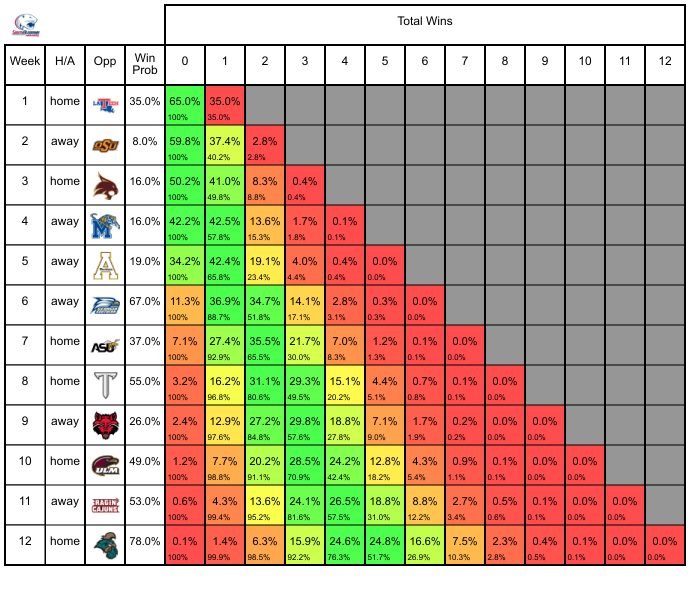 Total Wins
Week H/A Opp Win Prob 0 1 2 3 4 5 6 7 8 9 10 11 12
1 home LA TECH 35.0% 65.0% 35.0%
100% 35.0%
2 away OSU 8.0% 59.8% 37.4% 2.8%
100% 40.2% 2.8%
3 home 16.0% 50.2% 41.0% 8.3% 0.4%
100% 49.8% 8.8% 0.4%
4 away M 16.0% 42.2% 42.5% 13.6% 1.7% 0.1%
100% 57.8% 15.3% 1.8% 0.1%
5 away A 19.0% 34.2% 42.4% 19.1% 4.0% 0.4% 0.0%
100% 65.8% 23.4% 4.4% 0.4% 0.0%
6 away 67.0% 11.3% 36.9% 34.7% 14.1% 2.8% 0.3% 0.0%
100% 88.7% 51.8% 17.1% 3.1% 0.3% 0.0%
7 home ASU 37.0% 7.1% 27.4% 35.5% 21.7% 7.0% 1.2% 0.1% 0.0%
100% 92.9% 65.5% 30.0% 8.3% 1.3% 0.1% 0.0%
8 home T 55.0% 3.2% 16.2% 31.1% 29.3% 15.1% 4.4% 0.7% 0.1% 0.0%
100% 96.8% 80.6% 49.5% 20.2% 5.1% 0.8% 0.1% 0.0%
9 away 26.0% 2.4% 12.9% 27.2% 29.8% 18.8% 7.1% 1.7% 0.2% 0.0% 0.0%
100% 97.6% 84.8% 57.6% 27.8% 9.0% 1.9% 0.2% 0.0% 0.0%
10 home ULM 49.0% 1.2% 7.7% 20.2% 28.5% 24.2% 12.8% 4.3% 0.9% 0.1% 0.0% 0.0%
100% 98.8% 91.1% 70.9% 42.4% 18.2% 5.4% 1.1% 0.1% 0.0% 0.0%
11 away RAGIN CAJUNS 53.0% 0.6% 4.3% 13.6% 24.1% 26.5% 18.8% 8.8% 2.7% 0.5% 0.1% 0.0% 0.0%
100% 99.4% 95.2% 81.6% 57.5% 31.0% 12.2% 3.4% 0.6% 0.1% 0.0% 0.0%
12 home 78.0% 0.1% 1.4% 6.3% 15.9% 24.6% 24.8% 16.6% 7.5% 2.3% 0.4% 0.1% 0.0% 0.0%
100% 99.9% 98.5% 92.2% 76.3% 51.7% 26.9% 10.3% 2.8% 0.5% 0.1% 0.0% 0.0%